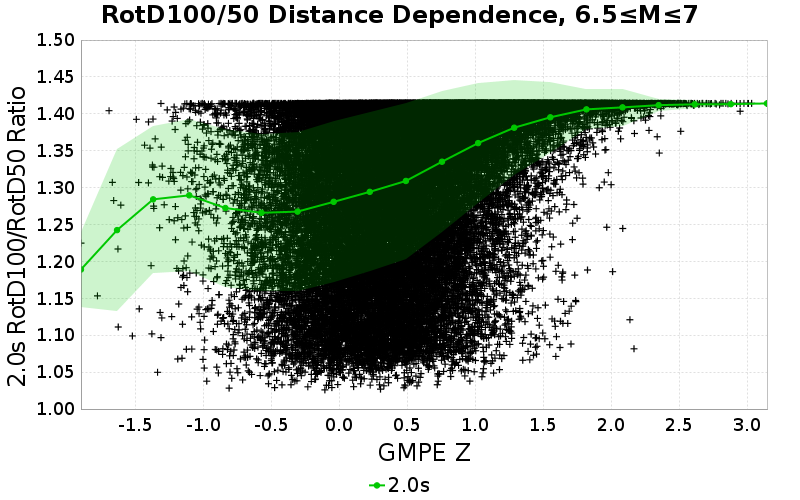 RotD100/50 Distance Dependence, 6.5≤M≤7
2.0s RotD100/RotD50 Ratio
1.50
1.45
1.40
1.35
1.30
1.25
1.20
1.15
1.10
1.05
1.00
-1.5 -1.0 -0.5 0.0 0.5 1.0 1.5 2.0 2.5 3.0
GMPE Z
2.0s